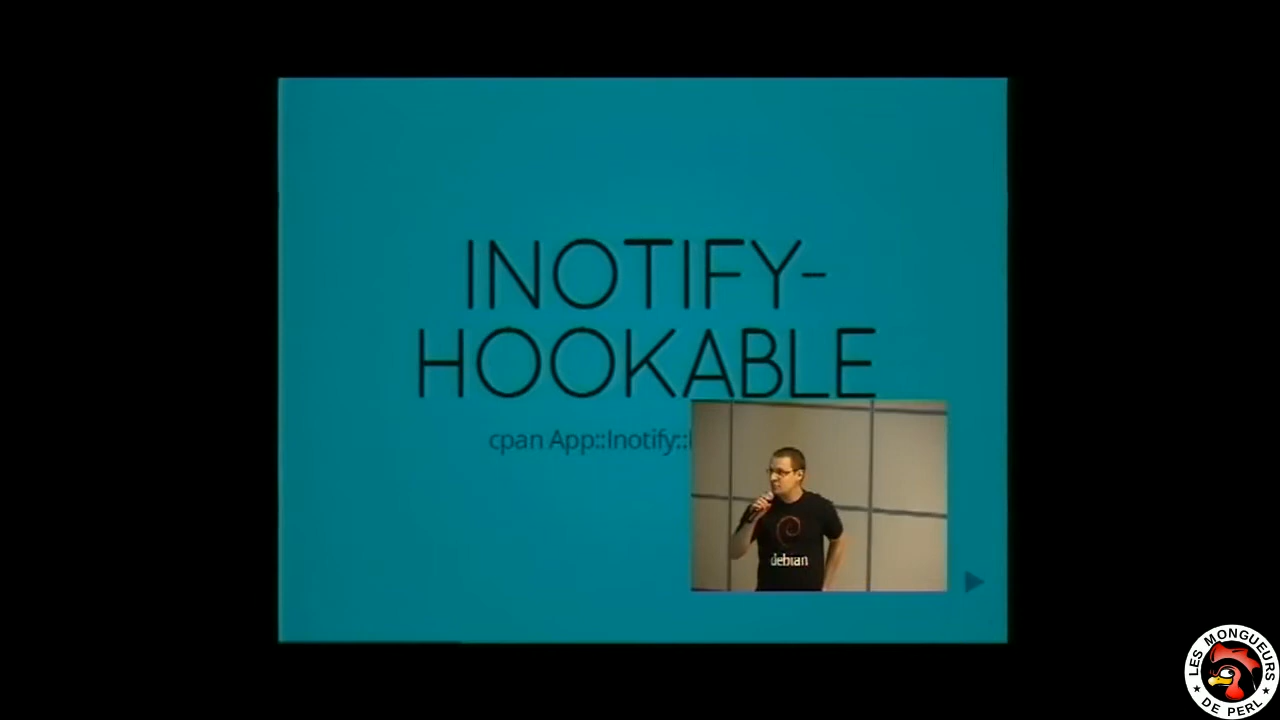 INOTIFY-
HOOKABLE
cpan App::Inotify::
debian
LES MONGUEURS
DE PERL